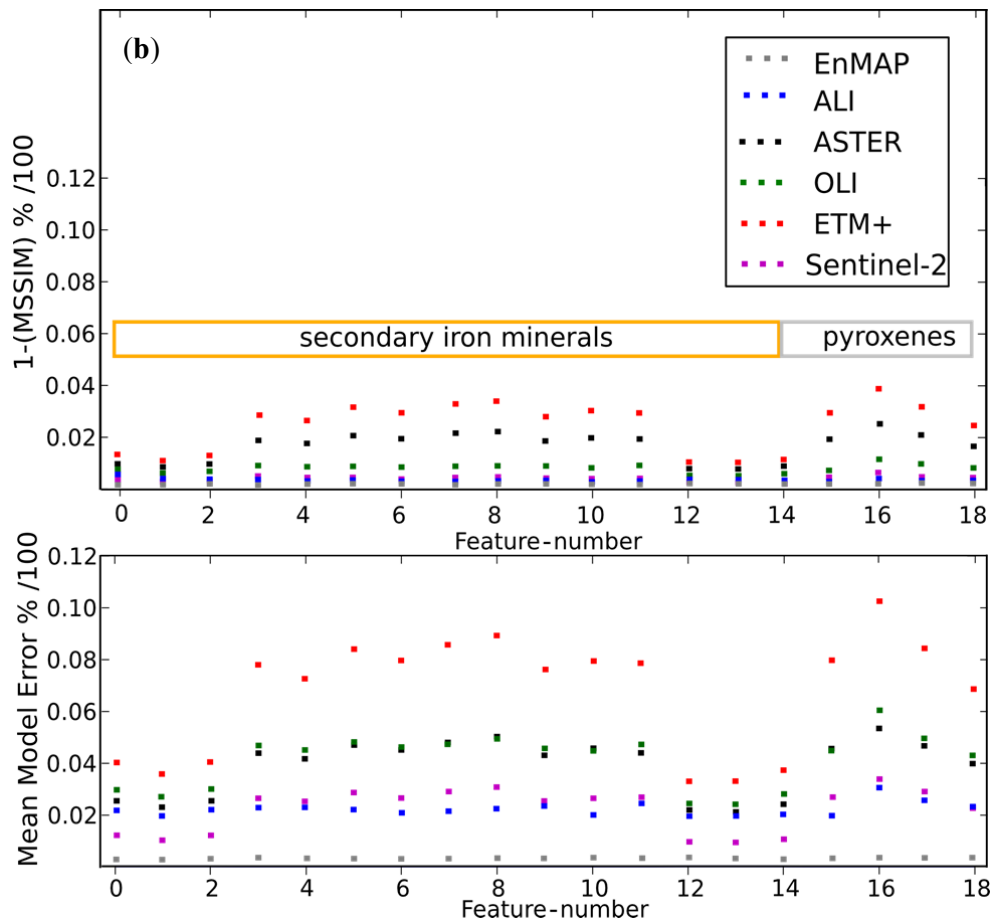 (b)
EnMAP
ALI
ASTER
OLI
ETM+
Sentinel-2
1-(MSSIM) % /100
0.12
0.10
0.08
0.06
0.04
0.02
secondary iron minerals
pyroxenes
0 2 4 6 8 10 12 14 16 18
Feature-number
Mean Model Error % /100
0.12
0.10
0.08
0.06
0.04
0.02
0 2 4 6 8 10 12 14 16 18
Feature-number